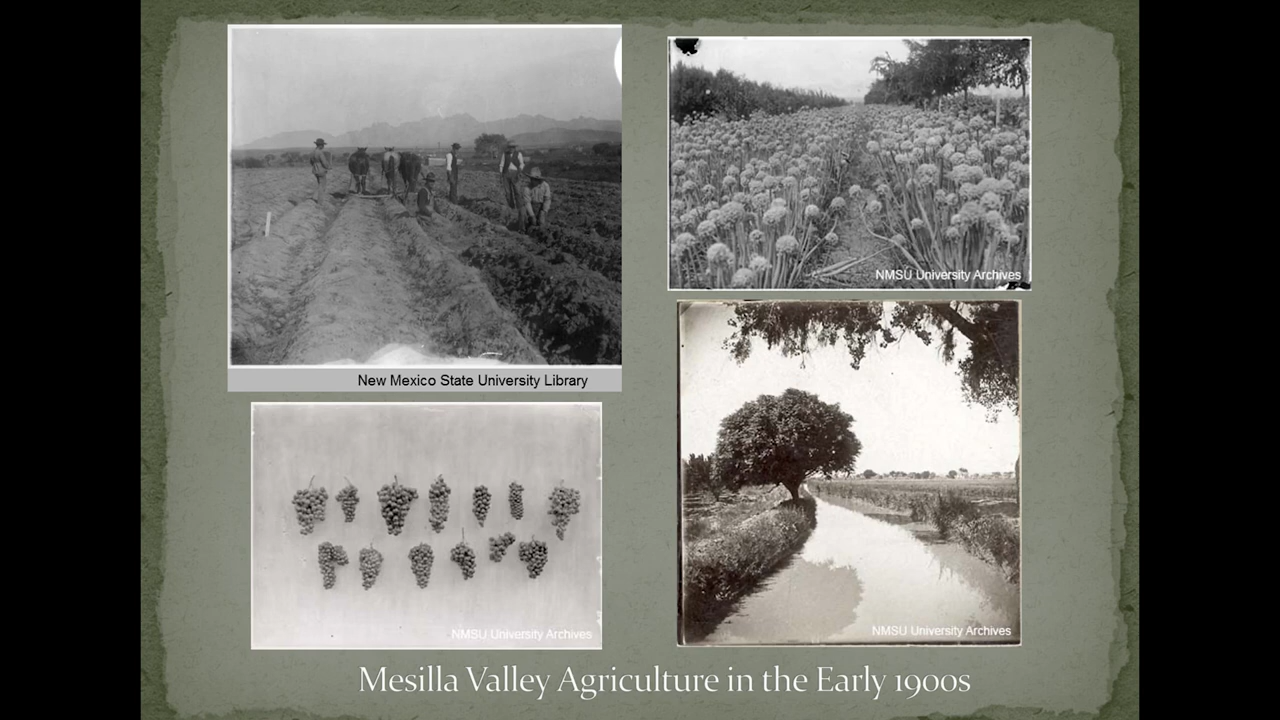 NMSU University Archives
New Mexico State University Library
NMSU University Archives
NMSU University Archives
Mesilla Valley Agriculture in the Early 1900s